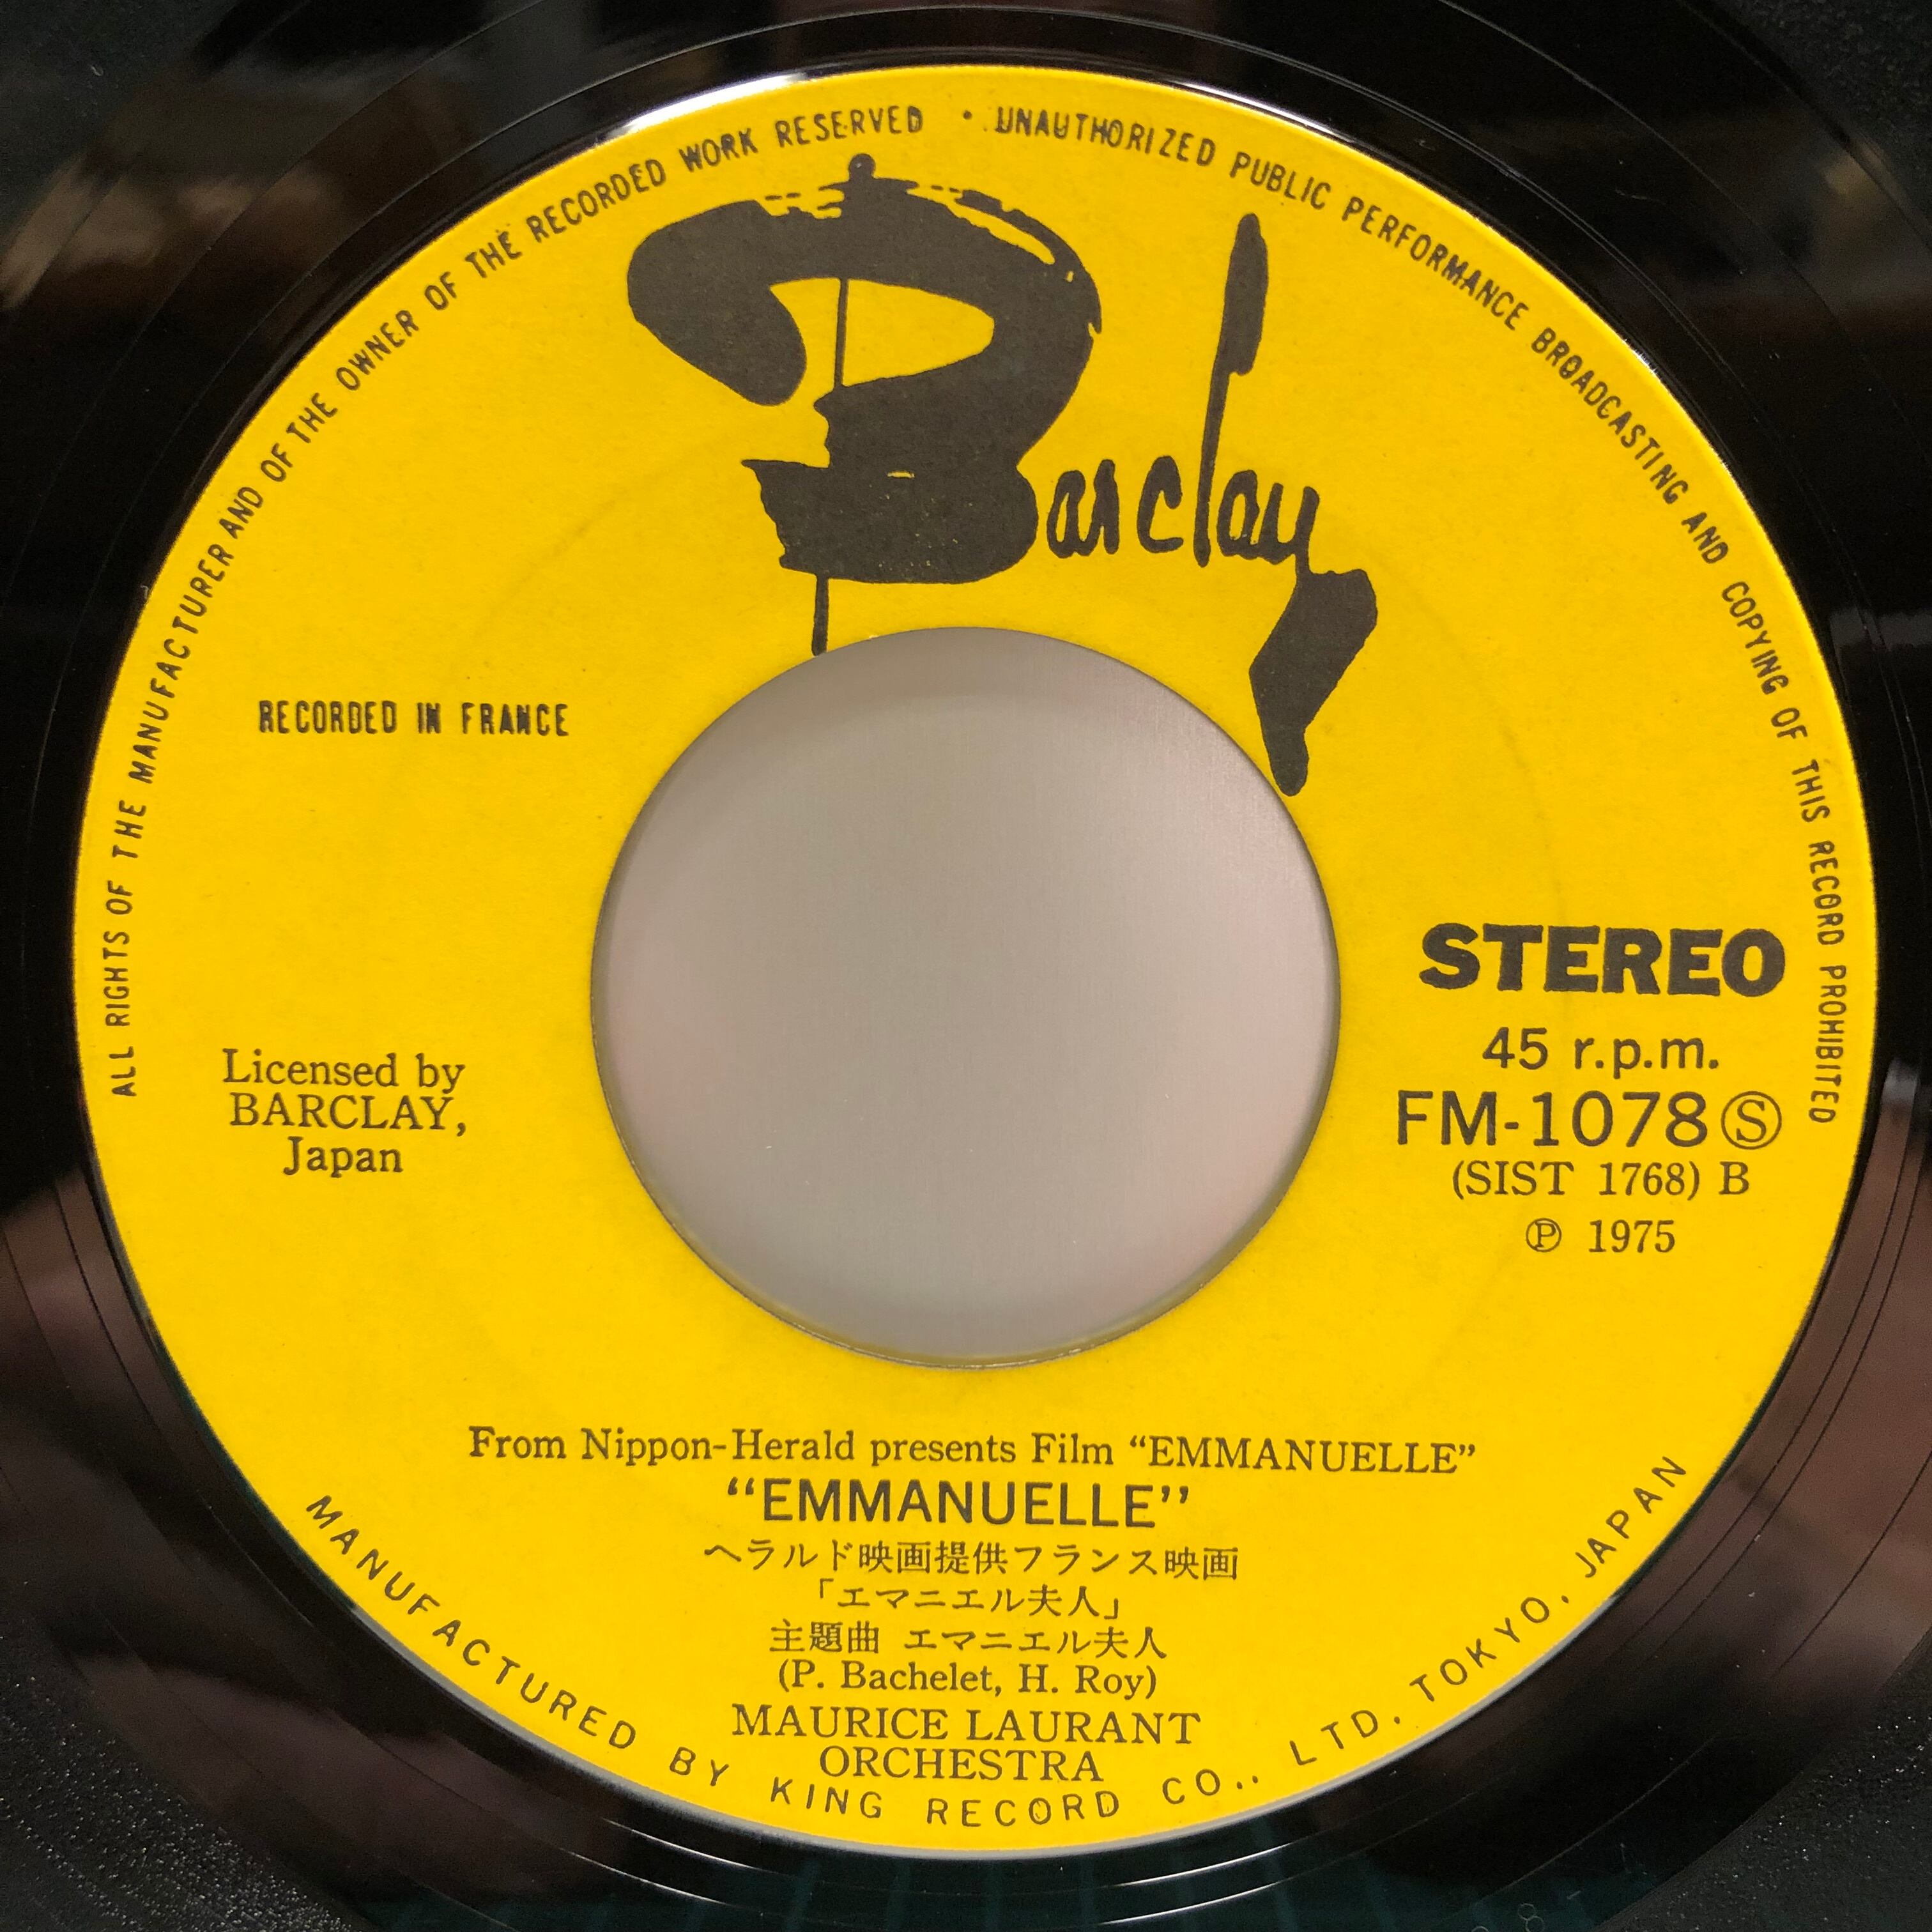 ALL RIGHTS OF THE MANUFACTURER AND OF THE OWNER OF THE RECORDED WORK RESERVED • UNAUTHORIZED PUBLIC PERFORMANCE BROADCASTING AND COPYING OF THIS RECORD PROHIBITED
Barclay
RECORDED IN FRANCE
Licensed by
BARCLAY,
Japan
STEREO
45 r.p.m.
FM-1078Ⓢ
(SIST 1768) B
Ⓟ 1975
From Nippon-Herald presents Film “EMMANUELLE”
“EMMANUELLE”
ヘラルド映画提供フランス映画
「エマニエル夫人」
主題曲 エマニエル夫人
(P. Bachelet, H. Roy)
MAURICE LAURANT
ORCHESTRA
MANUFACTURED BY KING RECORD CO., LTD. TOKYO, JAPAN